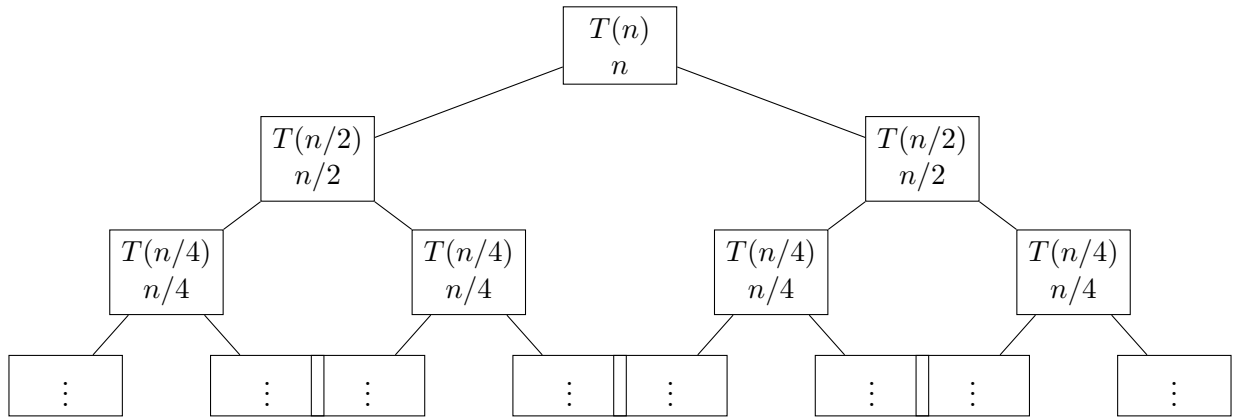 T(n)
n
T(n/2)
n/2
T(n/2)
n/2
T(n/4)
n/4
T(n/4)
n/4
T(n/4)
n/4
T(n/4)
n/4
⋮ ⋮ ⋮ ⋮ ⋮ ⋮ ⋮ ⋮